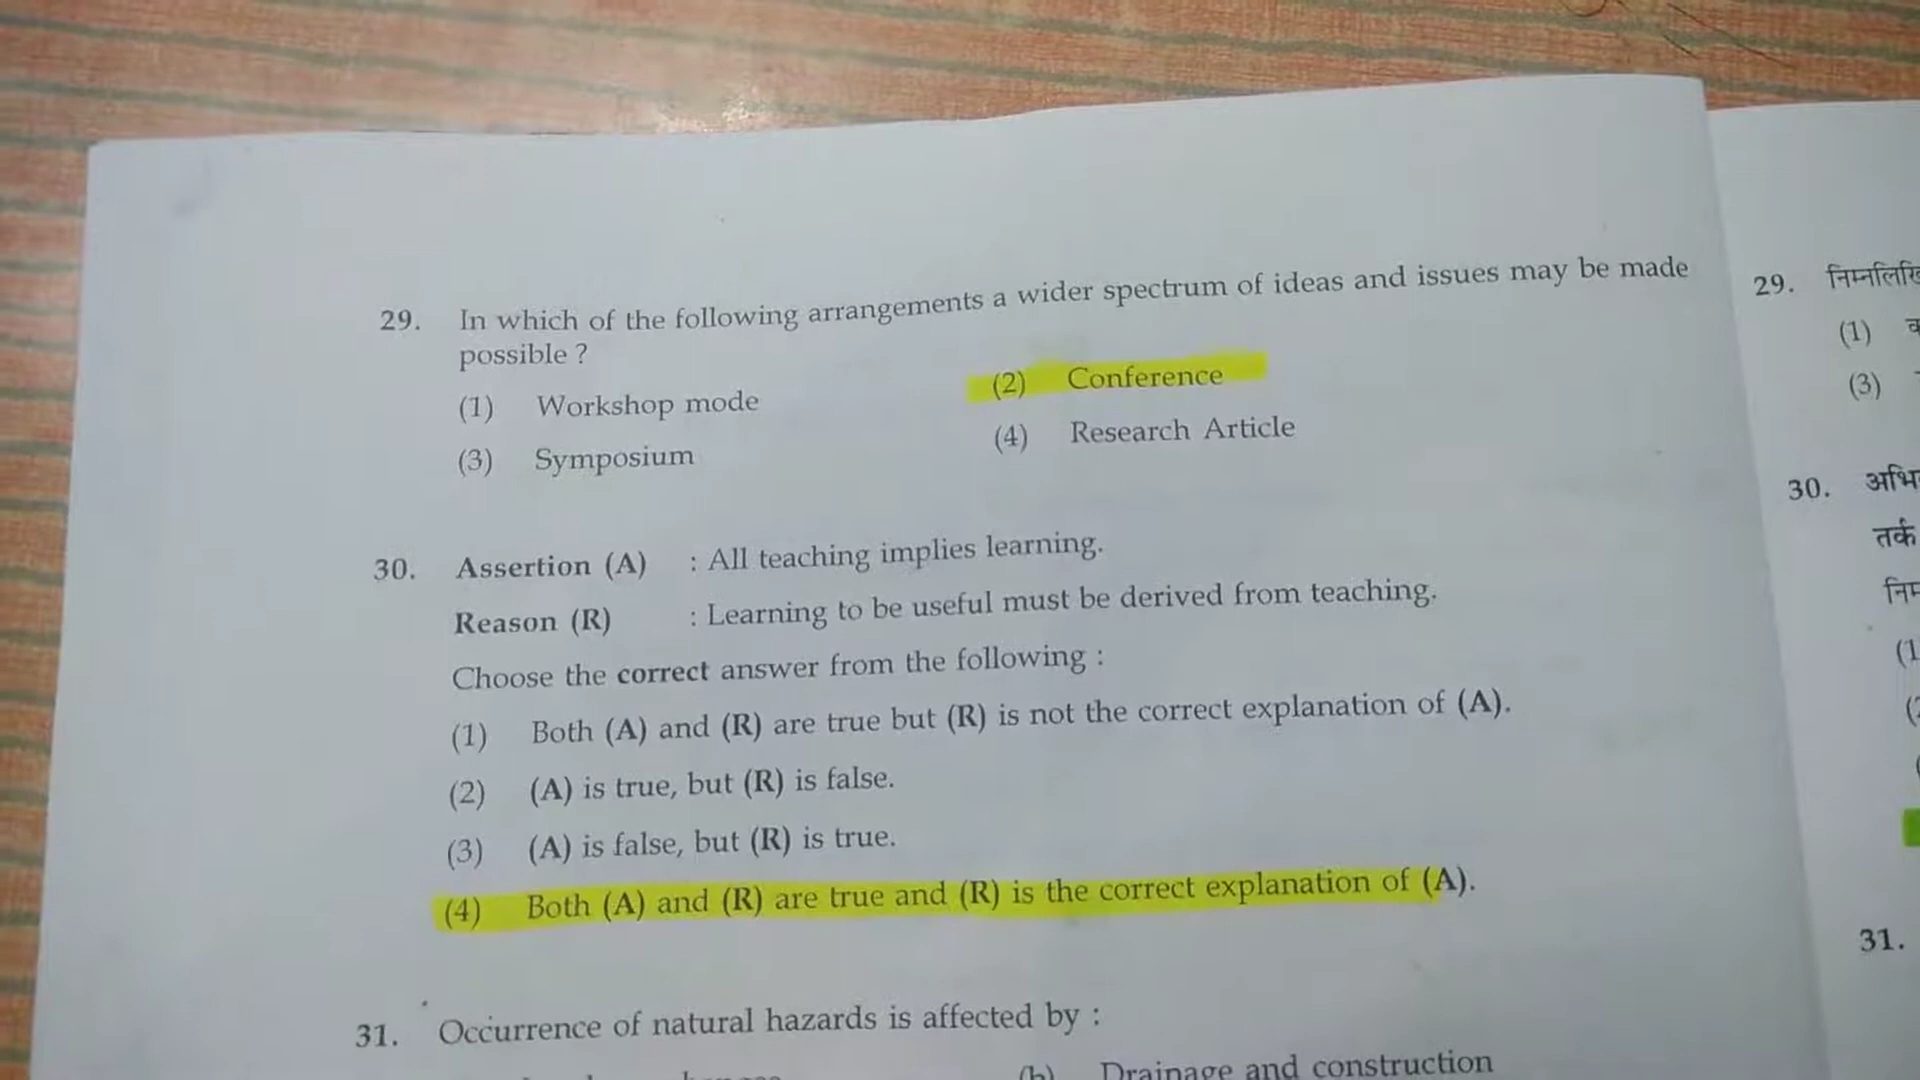 29. In which of the following arrangements a wider spectrum of ideas and issues may be made
possible ?
(1) Workshop mode (2) Conference
(3) Symposium (4) Research Article
30. Assertion (A) : All teaching implies learning.
Reason (R) : Learning to be useful must be derived from teaching.
Choose the correct answer from the following :
(1) Both (A) and (R) are true but (R) is not the correct explanation of (A).
(2) (A) is true, but (R) is false.
(3) (A) is false, but (R) is true.
(4) Both (A) and (R) are true and (R) is the correct explanation of (A).
31. Occurrence of natural hazards is affected by :
(b) Drainage and construction
29.
(1)
(3)
30.
तर्क
31.